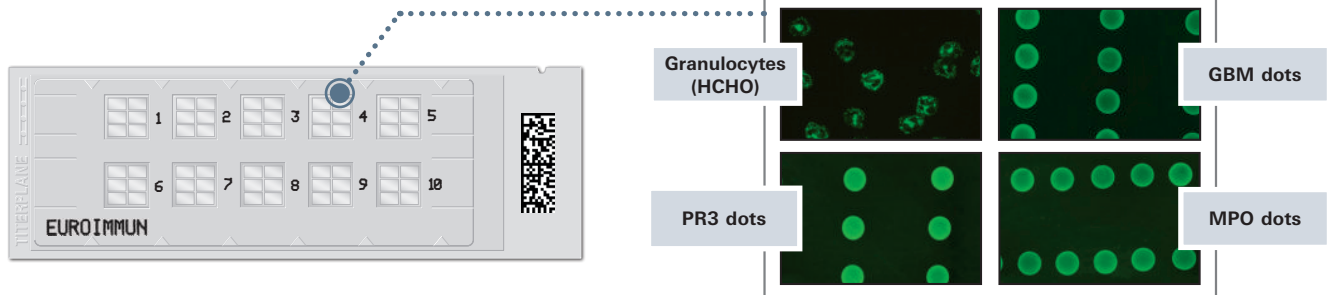 Granulocytes
(HCHO)
GBM dots
PR3 dots
MPO dots
1
2
3
4
5
6
7
8
9
10
EUROIMMUN
TITERPLANE